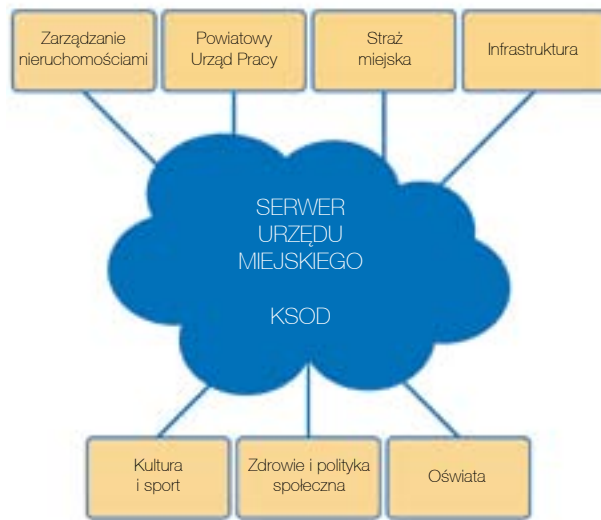 Zarządzanie
nieruchomościami
Powiatowy
Urząd Pracy
Straż
miejska
Infrastruktura
SERWER
URZĘDU
MIEJSKIEGO
KSOD
Kultura
i sport
Zdrowie i polityka
społeczna
Oświata